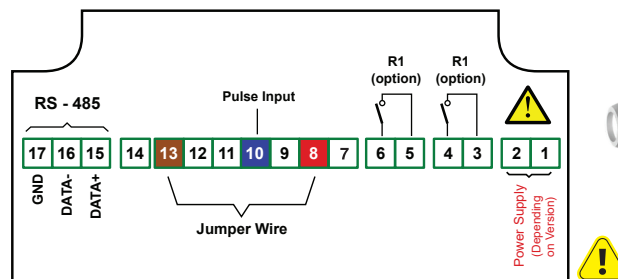 R1
(option)
R1
(option)
RS - 485
Pulse Input
17 16 15 14 13 12 11 10 9 8 7 6 5 4 3 2 1
GND
DATA-
DATA+
Jumper Wire
Power Supply
(Depending
on Version)